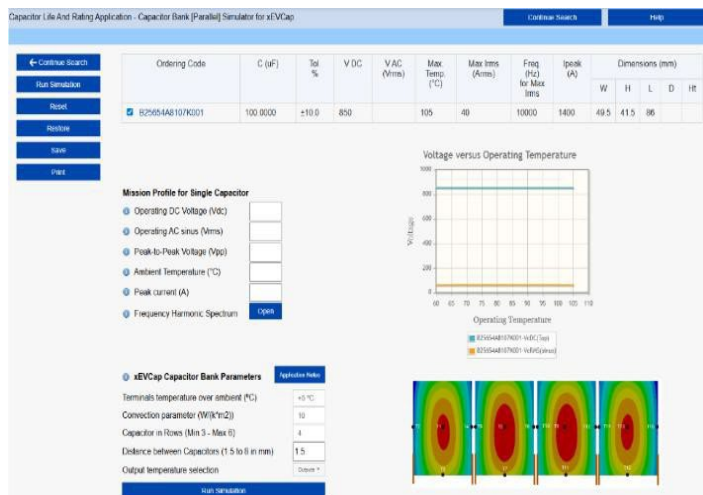 Capacitor Life And Rating Application - Capacitor Bank [Parallel] Simulator for xEVCap
Continue Search
Help
← Continue Search
Run Simulation
Reset
Restore
Save
Print
Ordering Code C (uF) Tol % V DC V AC (Vrms) Max. Temp. (°C) Max Irms (Arms) Freq. (Hz) for Max Irms Ipeak (A) Dimensions (mm)
W H L D Ht
B25654A8107K001 100.0000 ±10.0 850 105 40 10000 1400 49.5 41.5 86
Voltage versus Operating Temperature
Voltage
1000
800
600
400
200
0
60 65 70 75 80 85 90 95 100 105 110
Operating Temperature
B25654A8107K001-VcDC(Top)
Mission Profile for Single Capacitor
Operating DC Voltage (Vdc)
Operating AC sinus (Vrms)
Peak-to-Peak Voltage (Vpp)
Ambient Temperature (°C)
Peak current (A)
Frequency Harmonic Spectrum Open
xEVCap Capacitor Bank Parameters Application Notes
Terminals temperature over ambient (°C) +5 °C
Convection parameter (W/(k*m2)) 10
Capacitor in Rows (Min 3 - Max 6) 4
Distance between Capacitors (1.5 to 6 in mm) 1.5
Output temperature selection
Run Simulation